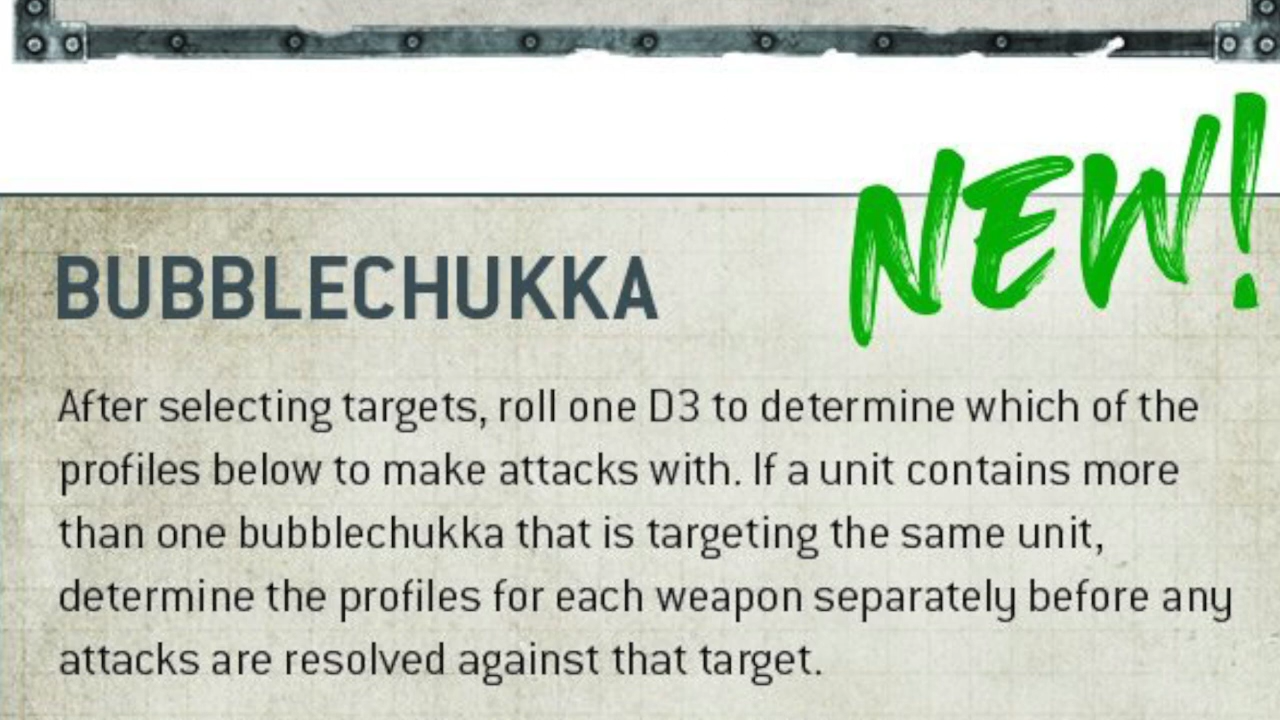 NEW!
BUBBLECHUKKA
After selecting targets, roll one D3 to determine which of the
profiles below to make attacks with. If a unit contains more
than one bubblechukka that is targeting the same unit,
determine the profiles for each weapon separately before any
attacks are resolved against that target.